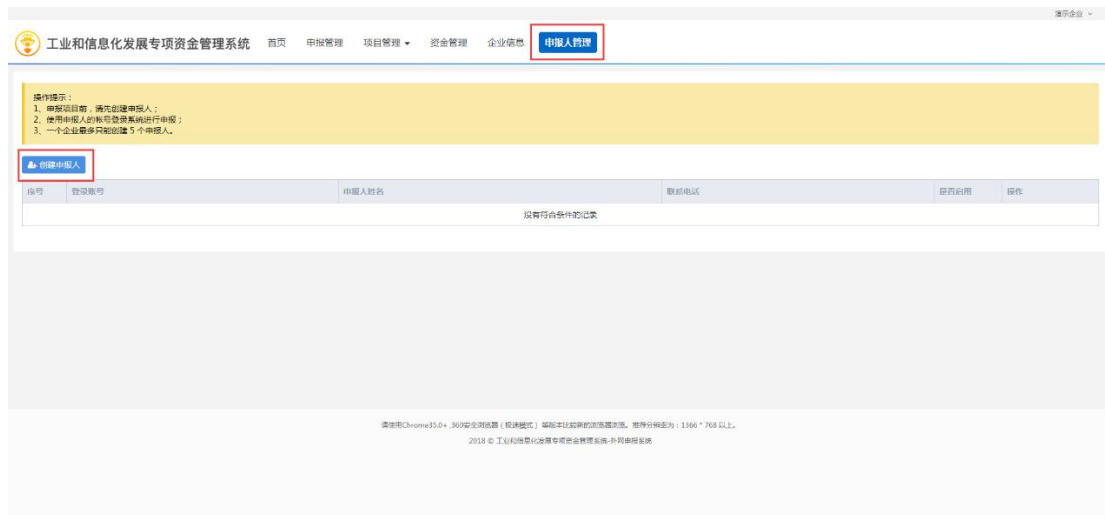 演示企业
工业和信息化发展专项资金管理系统 首页 申报管理 项目管理 资金管理 企业信息 申报人管理
操作提示：
1、申报项目前，请先创建申报人；
2、使用申报人的帐号登录系统进行申报；
3、一个企业最多只能创建 5 个申报人。
创建申报人
序号 登录账号 申报人姓名 联系电话 是否启用 操作
没有符合条件的记录
请使用Chrome35.0+ ,360安全浏览器（极速模式）等版本比较新的浏览器浏览。推荐分辨率为：1366 * 768 以上。
2018 © 工业和信息化发展专项资金管理系统-外网申报系统